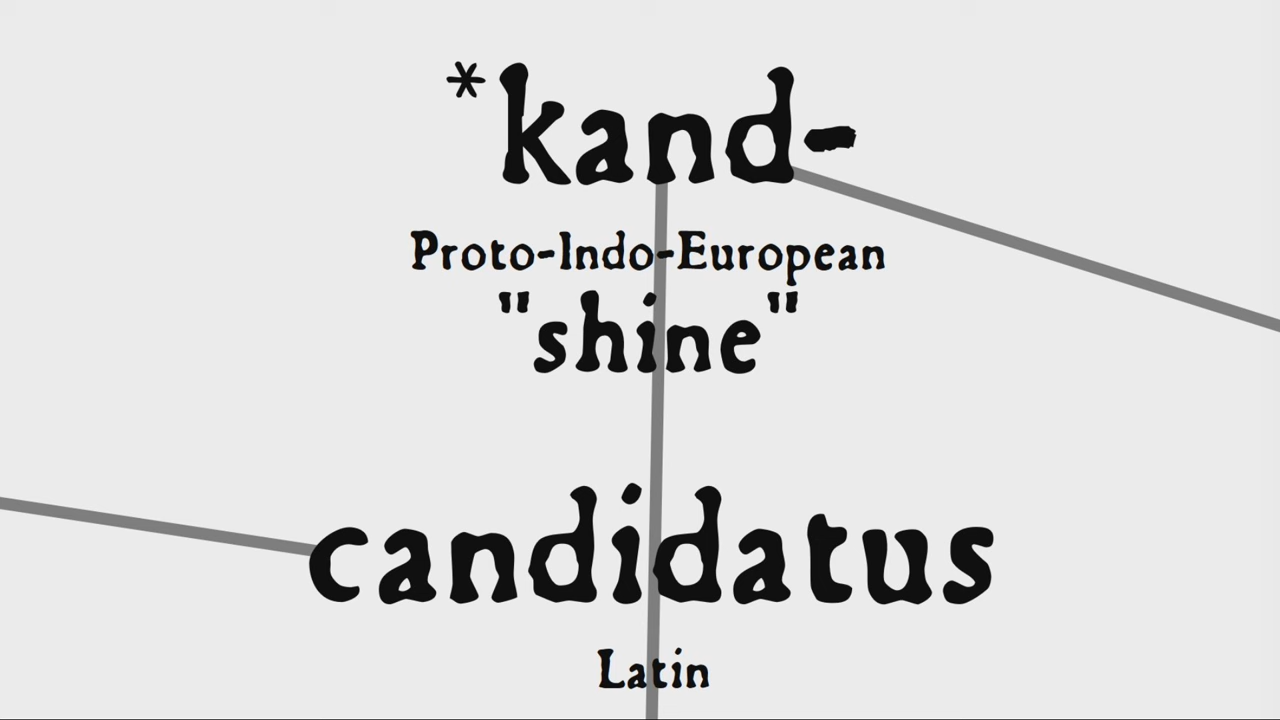 *kand-
Proto-Indo-European
"shine"
candidatus
Latin